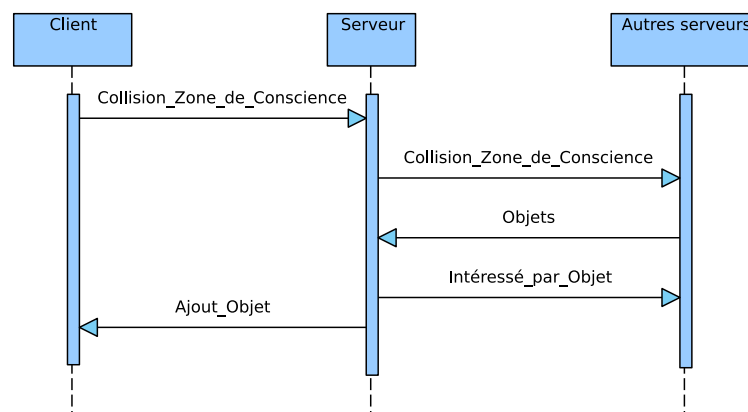 Client
Serveur
Autres serveurs
Collision_Zone_de_Conscience
Collision_Zone_de_Conscience
Objets
Intéressé_par_Objet
Ajout_Objet